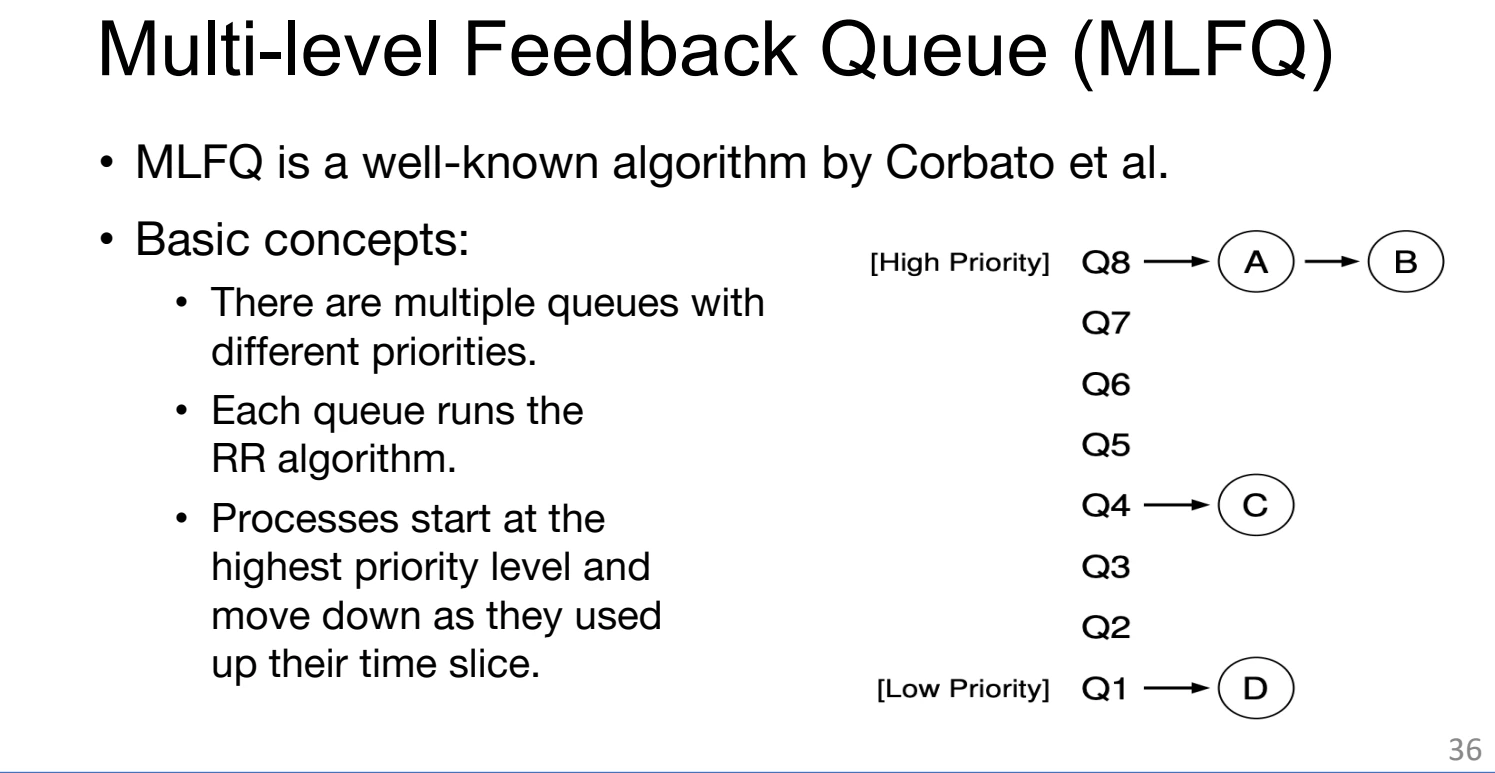 Multi-level Feedback Queue (MLFQ)
• MLFQ is a well-known algorithm by Corbato et al.
• Basic concepts:
• There are multiple queues with
different priorities.
• Each queue runs the
RR algorithm.
• Processes start at the
highest priority level and
move down as they used
up their time slice.
[High Priority] Q8 A B
Q7
Q6
Q5
Q4 C
Q3
Q2
[Low Priority] Q1 D
36